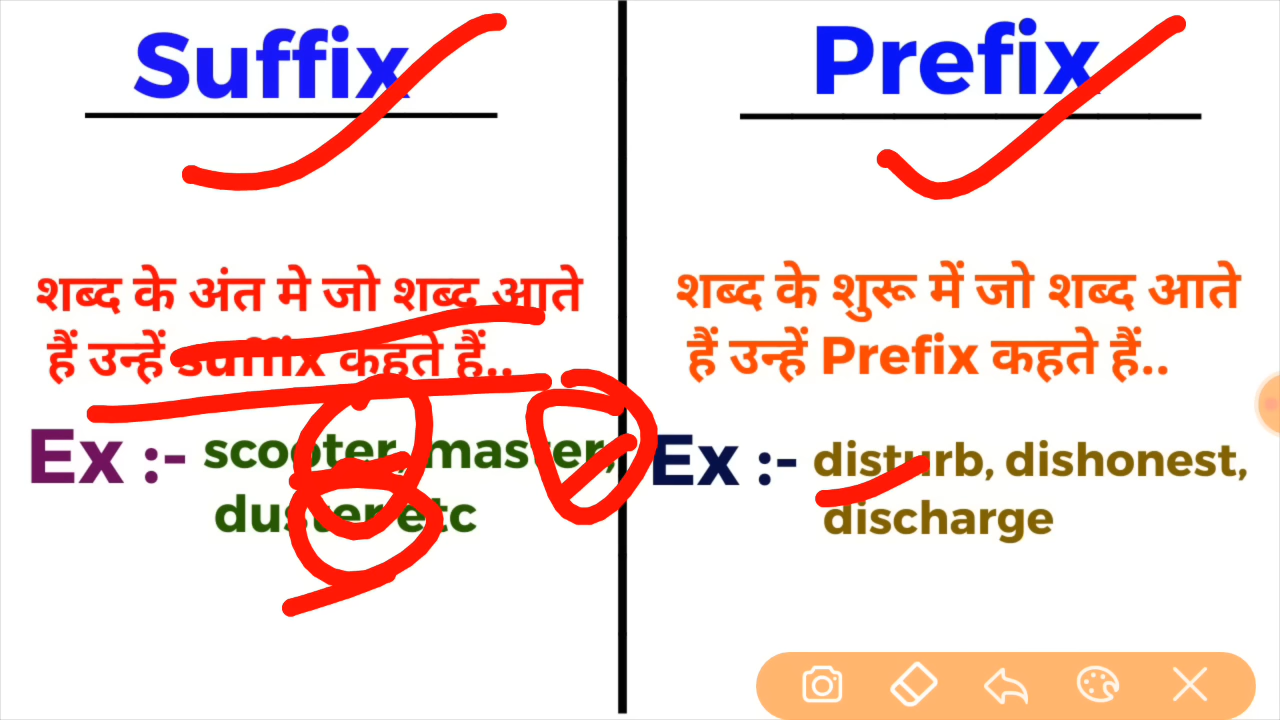 Suffix
शब्द के अंत मे जो शब्द आते
हैं उन्हें suffix कहते हैं..
Ex :- scooter, master,
duster etc
Prefix
शब्द के शुरू में जो शब्द आते
हैं उन्हें Prefix कहते हैं..
Ex :- disturb, dishonest,
discharge